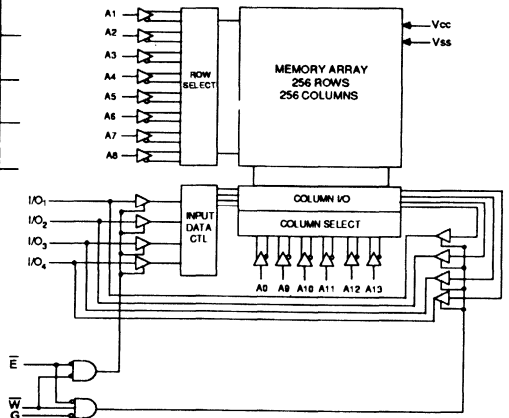 A1
A2
A3
A4
A5
A6
A7
A8
ROW
SELECT
MEMORY ARRAY
256 ROWS
256 COLUMNS
Vcc
Vss
I/O1
I/O2
I/O3
I/O4
INPUT
DATA
CTL
COLUMN I/O
COLUMN SELECT
A0 A9 A10 A11 A12 A13
E
W
G